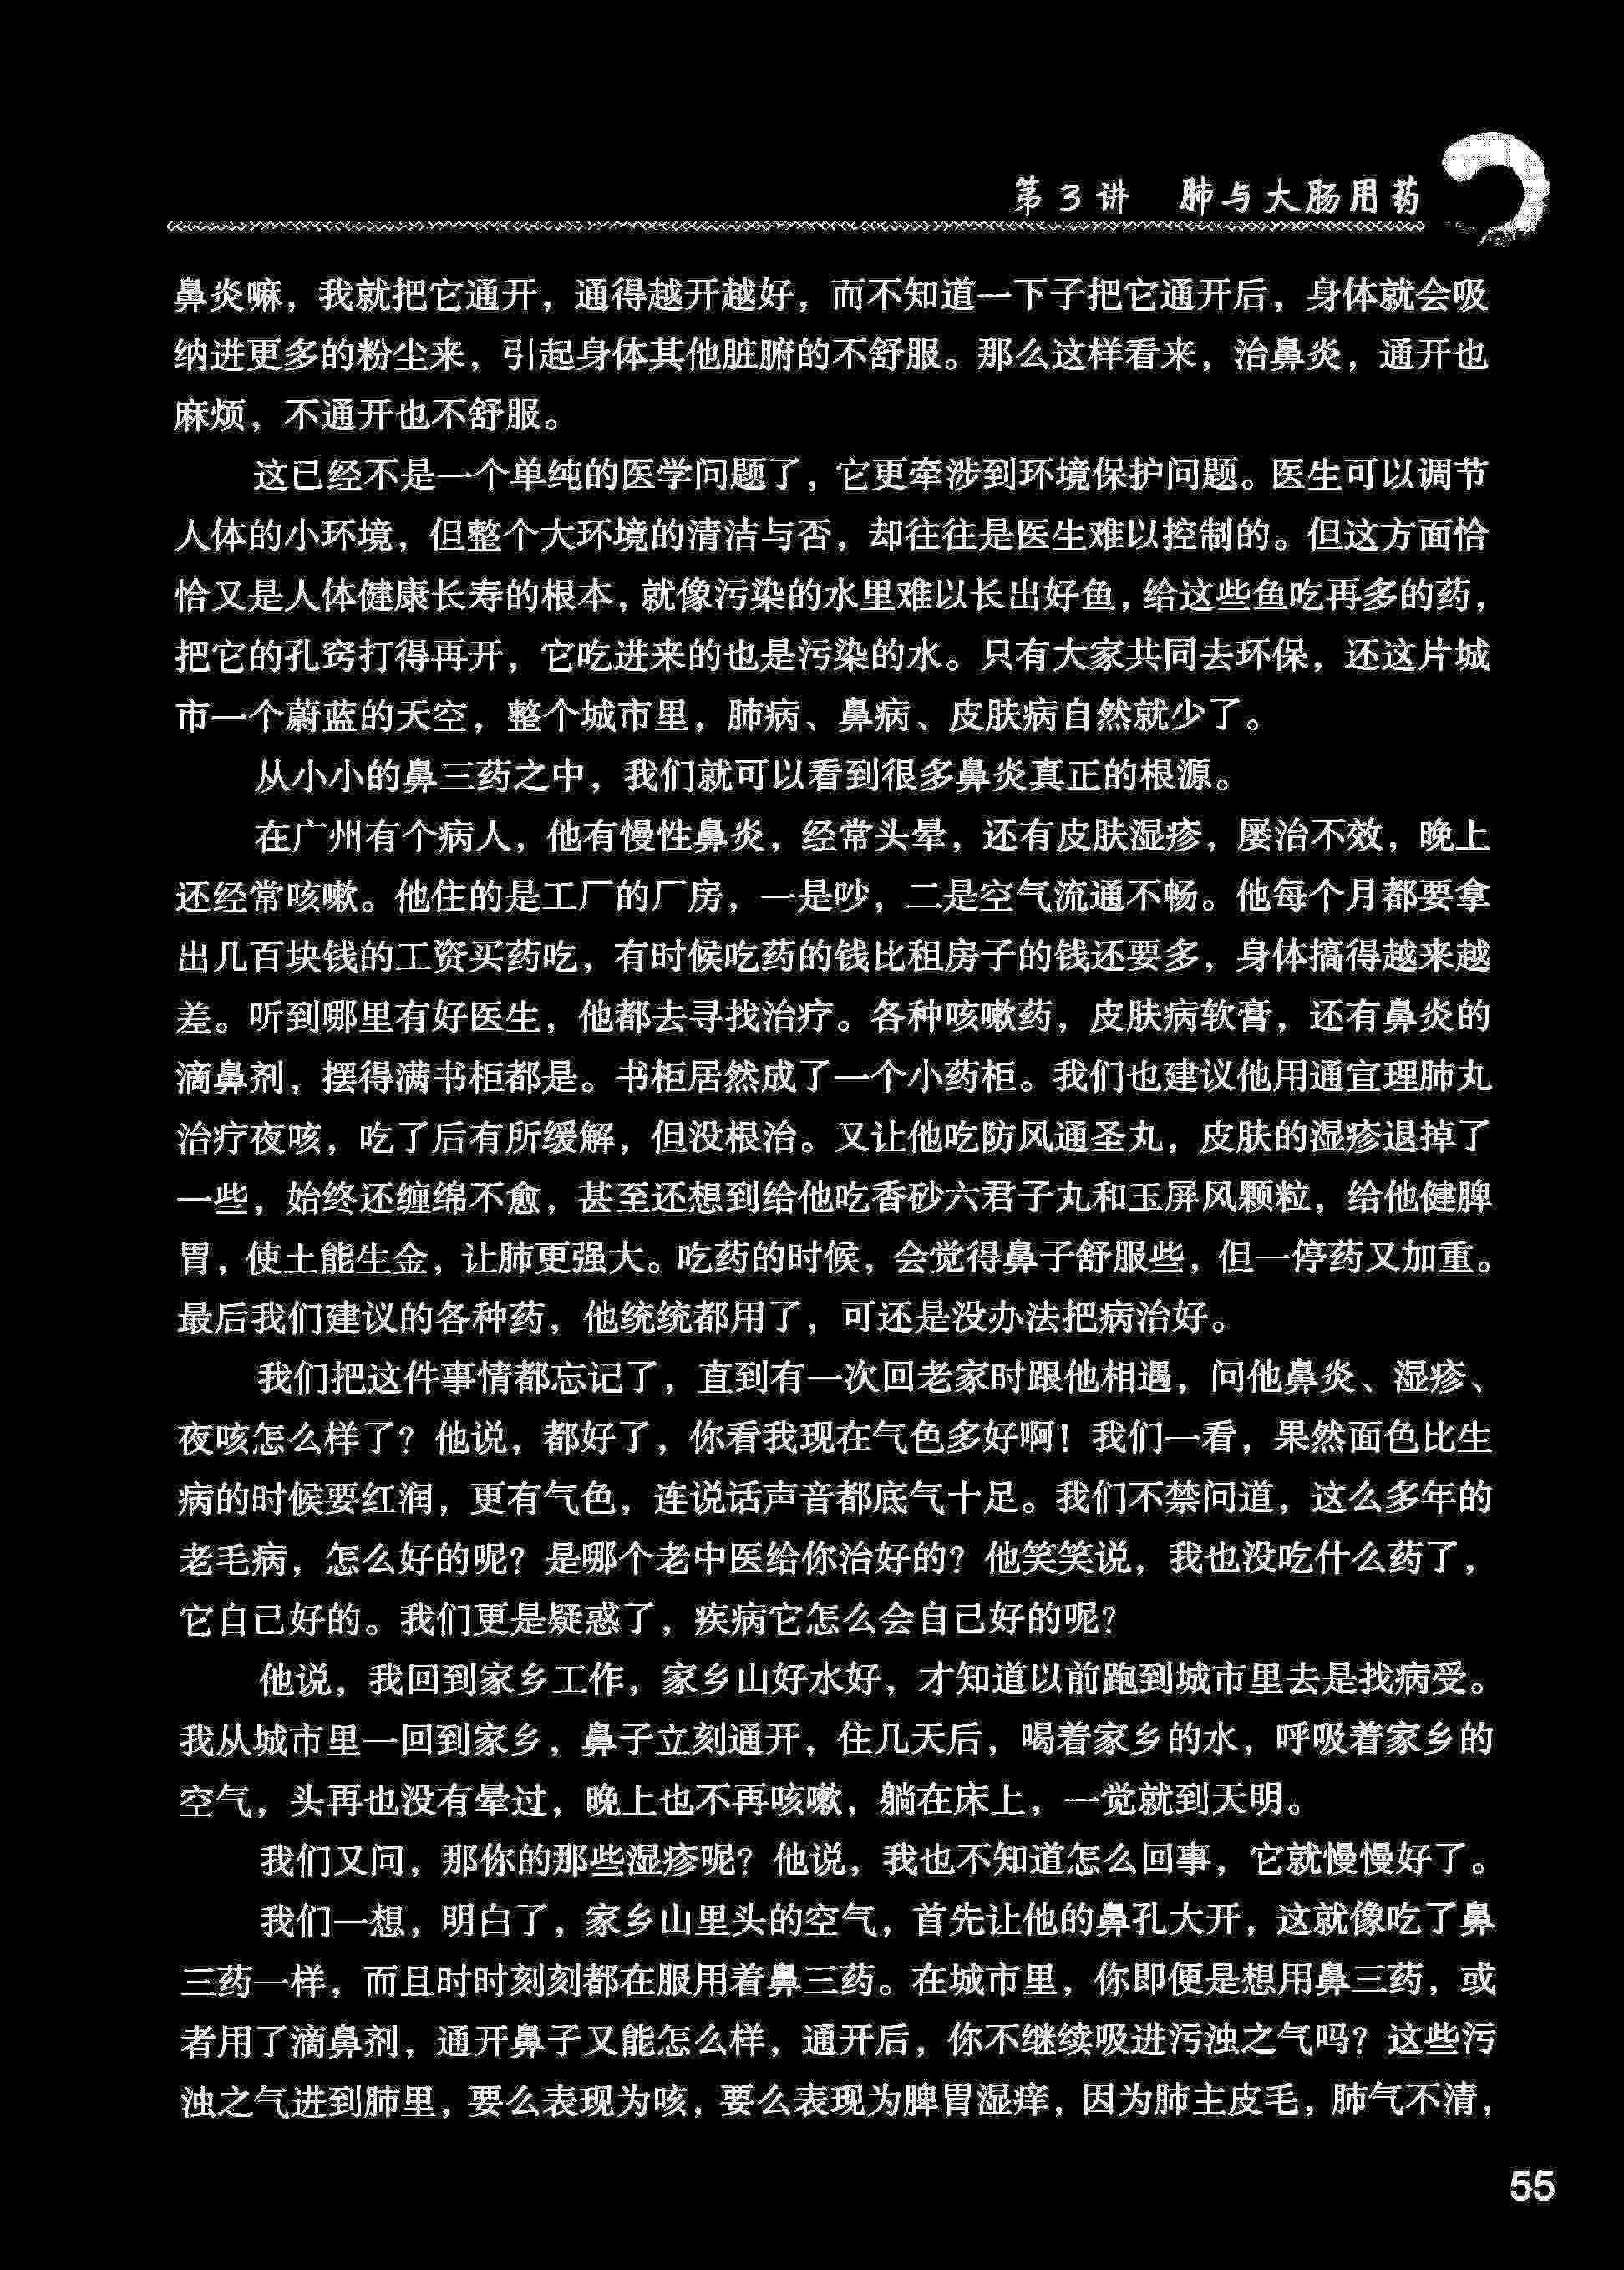 第3讲　肺与大肠用药
鼻炎嘛，我就把它通开，通得越开越好，而不知道一下子把它通开后，身体就会吸
纳进更多的粉尘来，引起身体其他脏腑的不舒服。那么这样看来，治鼻炎，通开也
麻烦，不通开也不舒服。
这已经不是一个单纯的医学问题了，它更牵涉到环境保护问题。医生可以调节
人体的小环境，但整个大环境的清洁与否，却往往是医生难以控制的。但这方面恰
恰又是人体健康长寿的根本，就像污染的水里难以长出好鱼，给这些鱼吃再多的药，
把它的孔窍打得再开，它吃进来的也是污染的水。只有大家共同去环保，还这片城
市一个蔚蓝的天空，整个城市里，肺病、鼻病、皮肤病自然就少了。
从小小的鼻三药之中，我们就可以看到很多鼻炎真正的根源。
在广州有个病人，他有慢性鼻炎，经常头晕，还有皮肤湿疹，屡治不效，晚上
还经常咳嗽。他住的是工厂的厂房，一是吵，二是空气流通不畅。他每个月都要拿
出几百块钱的工资买药吃，有时候吃药的钱比租房子的钱还要多，身体搞得越来越
差。听到哪里有好医生，他都去寻找治疗。各种咳嗽药，皮肤病软膏，还有鼻炎的
滴鼻剂，摆得满书柜都是。书柜居然成了一个小药柜。我们也建议他用通宣理肺丸
治疗夜咳，吃了后有所缓解，但没根治。又让他吃防风通圣丸，皮肤的湿疹退掉了
一些，始终还缠绵不愈，甚至还想到给他吃香砂六君子丸和玉屏风颗粒，给他健脾
胃，使土能生金，让肺更强大。吃药的时候，会觉得鼻子舒服些，但一停药又加重。
最后我们建议的各种药，他统统都用了，可还是没办法把病治好。
我们把这件事情都忘记了，直到有一次回老家时跟他相遇，问他鼻炎、湿疹、
夜咳怎么样了？他说，都好了，你看我现在气色多好啊！我们一看，果然面色比生
病的时候要红润，更有气色，连说话声音都底气十足。我们不禁问道，这么多年的
老毛病，怎么好的呢？是哪个老中医给你治好的？他笑笑说，我也没吃什么药了，
它自己好的。我们更是疑惑了，疾病它怎么会自己好的呢？
他说，我回到家乡工作，家乡山好水好，才知道以前跑到城市里去是找病受。
我从城市里一回到家乡，鼻子立刻通开，住几天后，喝着家乡的水，呼吸着家乡的
空气，头再也没有晕过，晚上也不再咳嗽，躺在床上，一觉就到天明。
我们又问，那你的那些湿疹呢？他说，我也不知道怎么回事，它就慢慢好了。
我们一想，明白了，家乡山里头的空气，首先让他的鼻孔大开，这就像吃了鼻
三药一样，而且时时刻刻都在服用着鼻三药。在城市里，你即便是想用鼻三药，或
者用了滴鼻剂，通开鼻子又能怎么样，通开后，你不继续吸进污浊之气吗？这些污
浊之气进到肺里，要么表现为咳，要么表现为脾胃湿痒，因为肺主皮毛，肺气不清，
55